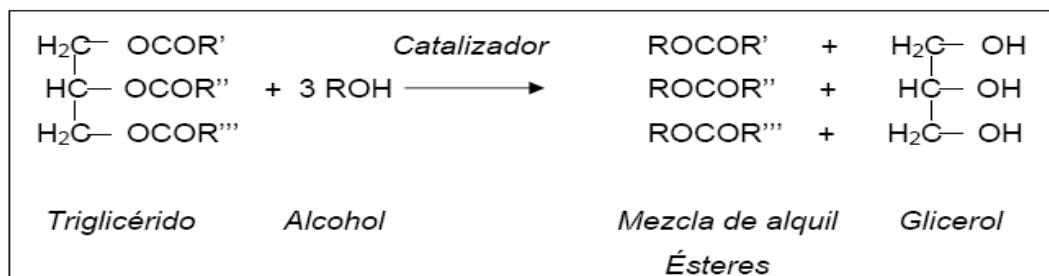 H₂C— OCOR' Catalizador ROCOR' + H₂C— OH
HC— OCOR'' + 3 ROH ROCOR'' + HC— OH
H₂C— OCOR''' ROCOR''' + H₂C— OH
Triglicérido Alcohol Mezcla de alquil Glicerol
Ésteres